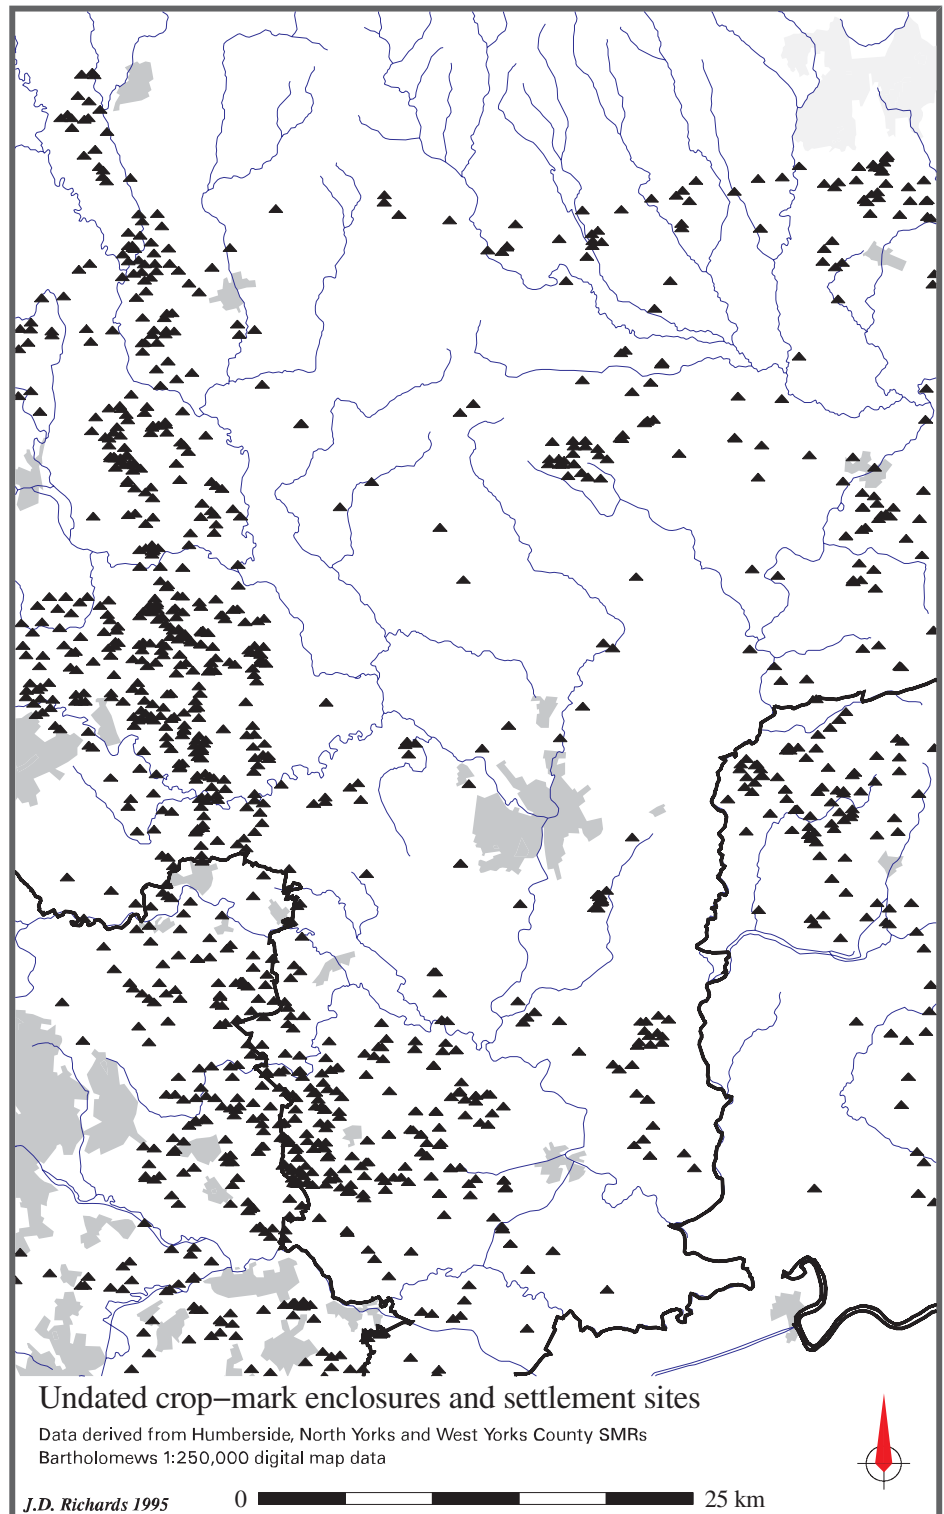 Undated crop–mark enclosures and settlement sites
Data derived from Humberside, North Yorks and West Yorks County SMRs
Bartholomews 1:250,000 digital map data
J.D. Richards 1995
0 25 km